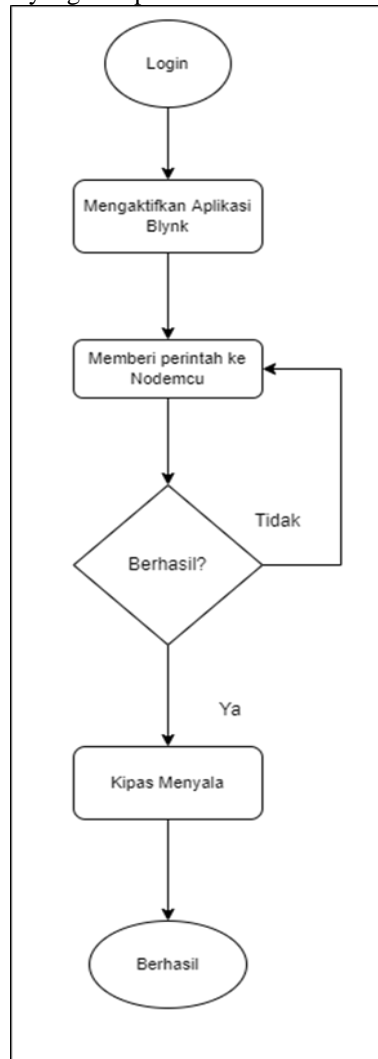 Login
Mengaktifkan Aplikasi
Blynk
Memberi perintah ke
Nodemcu
Tidak
Berhasil?
Ya
Kipas Menyala
Berhasil